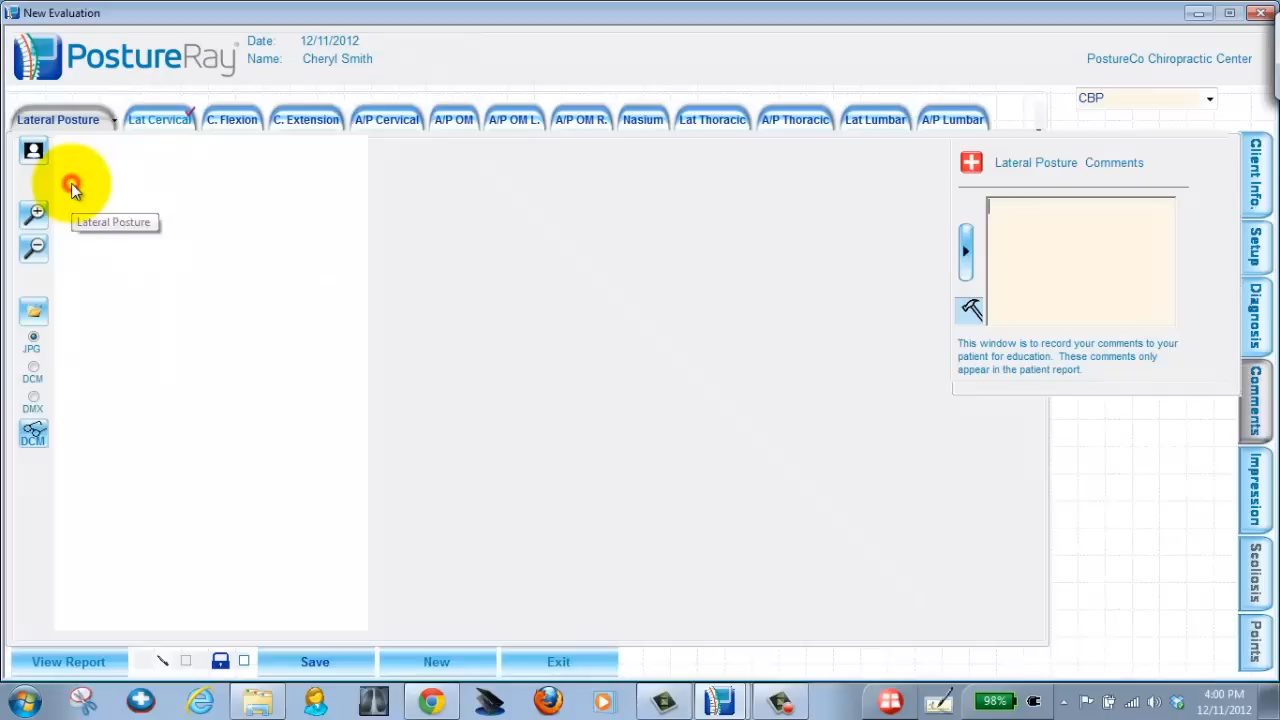 New Evaluation
PostureRay
Date: 12/11/2012
Name: Cheryl Smith
PostureCo Chiropractic Center
CBP
Lateral Posture
Lat Cervical
C. Flexion
C. Extension
A/P Cervical
A/P OM
A/P OM L.
A/P OM R.
Nasium
Lat Thoracic
A/P Thoracic
Lat Lumbar
A/P Lumbar
Lateral Posture
JPG
DCM
DMX
DCM
Lateral Posture Comments
This window is to record your comments to your
patient for education. These comments only
appear in the patient report.
Client Info.
Setup
Diagnosis
Comments
Impression
Scoliosis
Points
View Report
Save
New
Exit
98%
4:00 PM
12/11/2012